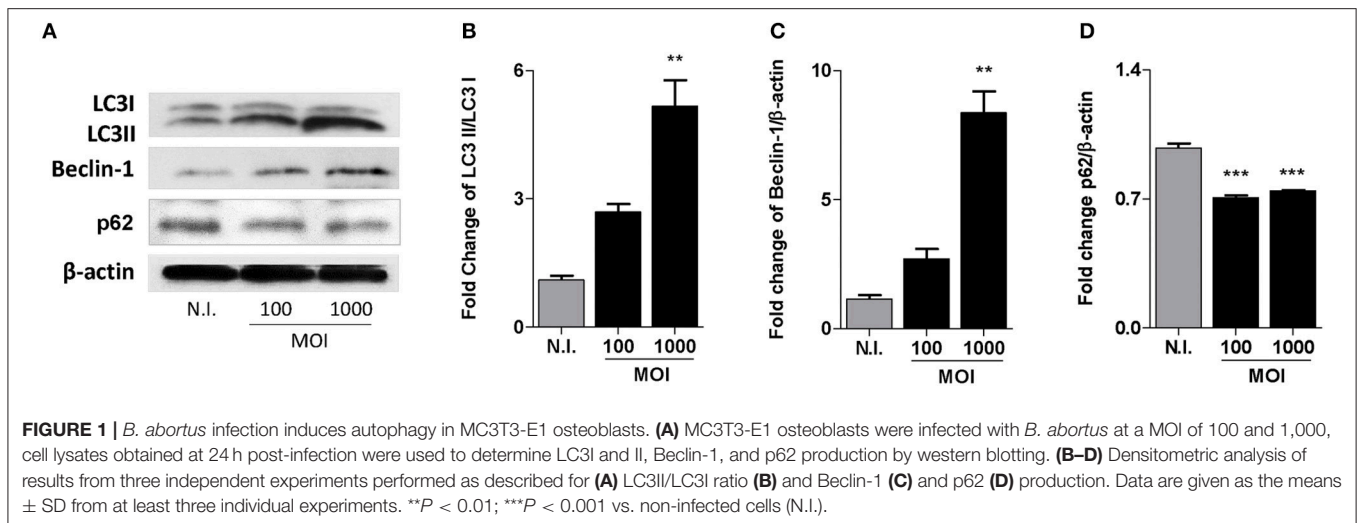 A
LC3I
LC3II
Beclin-1
p62
β-actin
N.I. 100 1000
MOI
B
Fold Change of LC3 II/LC3 I
6
3
0
**
N.I. 100 1000
MOI
C
Fold change of Beclin-1/β-actin
10
5
0
**
N.I. 100 1000
MOI
D
Fold change p62/β-actin
1.4
0.7
0.0
*** ***
N.I. 100 1000
MOI
FIGURE 1 | B. abortus infection induces autophagy in MC3T3-E1 osteoblasts. (A) MC3T3-E1 osteoblasts were infected with B. abortus at a MOI of 100 and 1,000,
cell lysates obtained at 24 h post-infection were used to determine LC3I and II, Beclin-1, and p62 production by western blotting. (B–D) Densitometric analysis of
results from three independent experiments performed as described for (A) LC3II/LC3I ratio (B) and Beclin-1 (C) and p62 (D) production. Data are given as the means
± SD from at least three individual experiments. **P < 0.01; ***P < 0.001 vs. non-infected cells (N.I.).